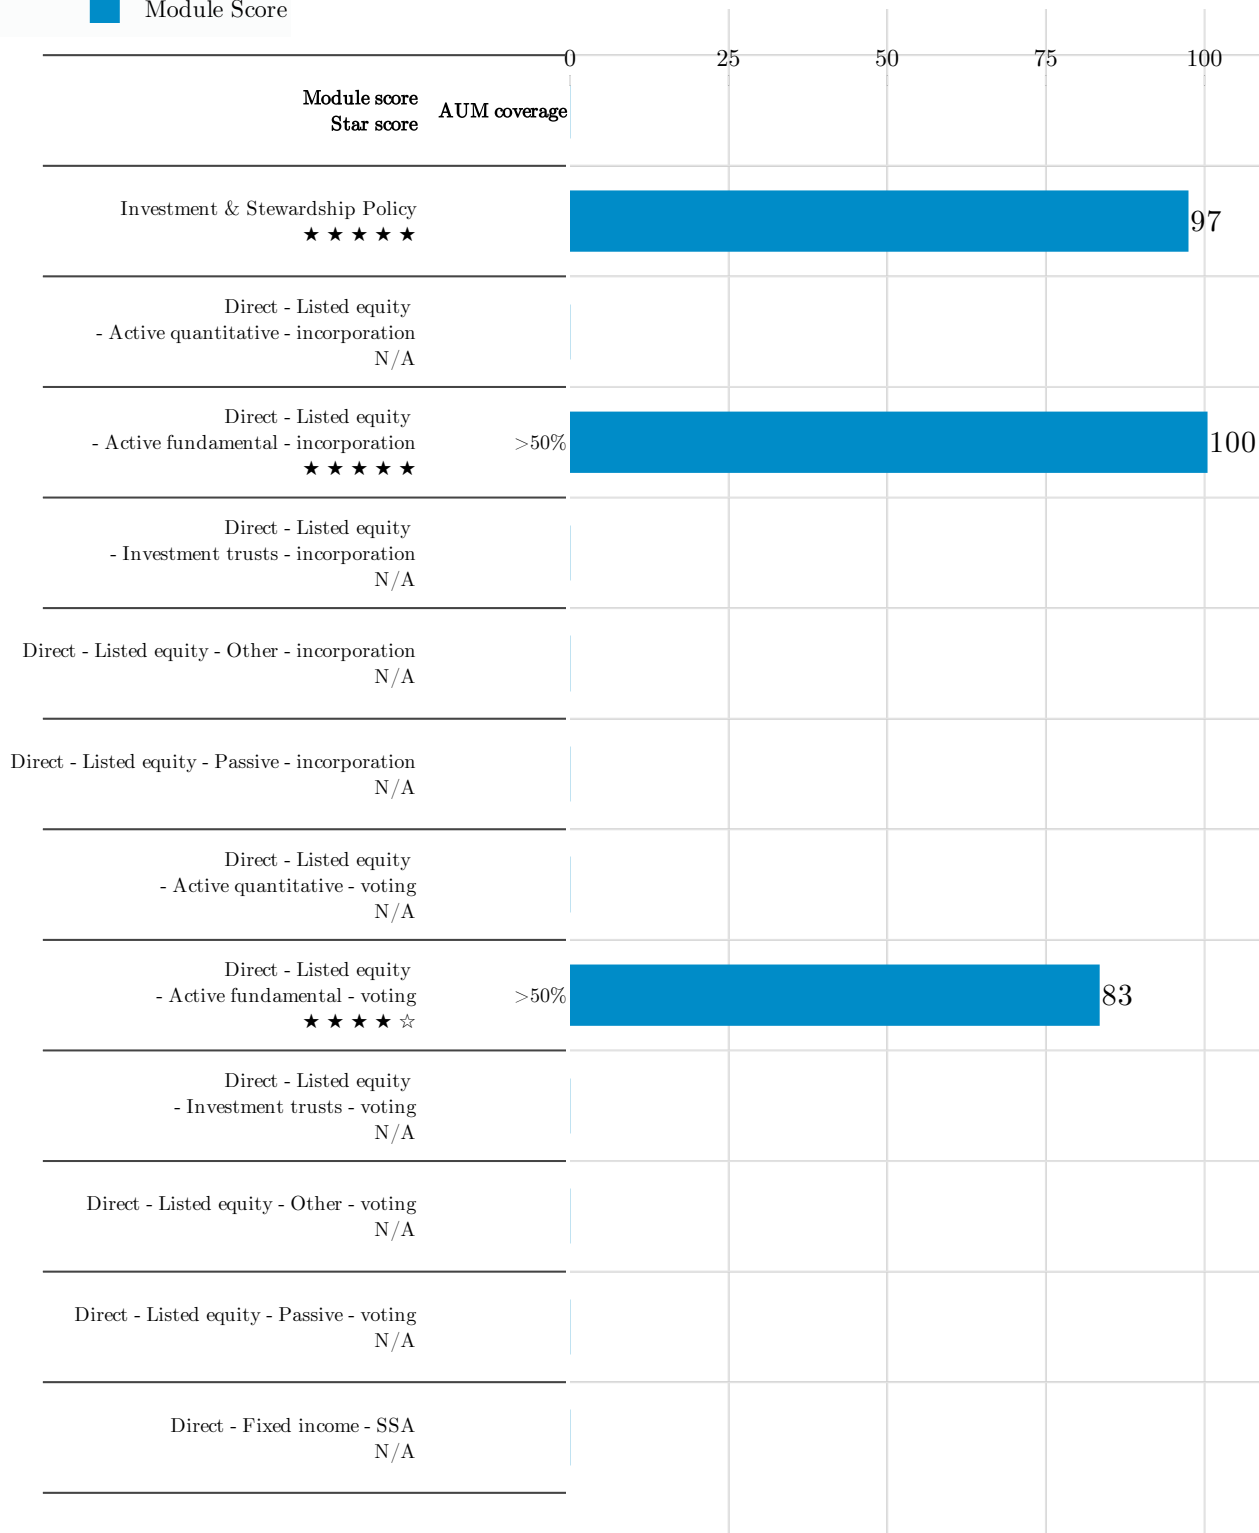 Module Score
0 25 50 75 100
Module score
Star score
AUM coverage
Investment & Stewardship Policy
★ ★ ★ ★ ★
97
Direct - Listed equity
- Active quantitative - incorporation
N/A
Direct - Listed equity
- Active fundamental - incorporation
★ ★ ★ ★ ★
>50%
100
Direct - Listed equity
- Investment trusts - incorporation
N/A
Direct - Listed equity - Other - incorporation
N/A
Direct - Listed equity - Passive - incorporation
N/A
Direct - Listed equity
- Active quantitative - voting
N/A
Direct - Listed equity
- Active fundamental - voting
★ ★ ★ ★ ☆
>50%
83
Direct - Listed equity
- Investment trusts - voting
N/A
Direct - Listed equity - Other - voting
N/A
Direct - Listed equity - Passive - voting
N/A
Direct - Fixed income - SSA
N/A